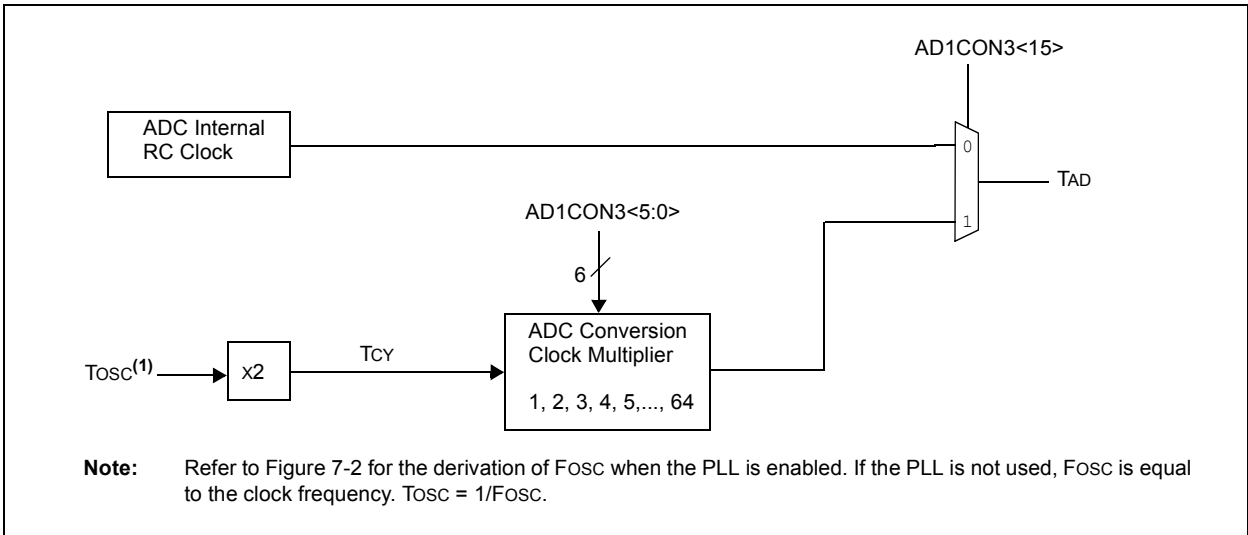 AD1CON3<15>
ADC Internal
RC Clock
0
TAD
AD1CON3<5:0>
1
6
ADC Conversion
Clock Multiplier
TOSC(1)
X2
TCY
1, 2, 3, 4, 5,..., 64
Note: Refer to Figure 7-2 for the derivation of FOSC when the PLL is enabled. If the PLL is not used, FOSC is equal
to the clock frequency. TOSC = 1/FOSC.